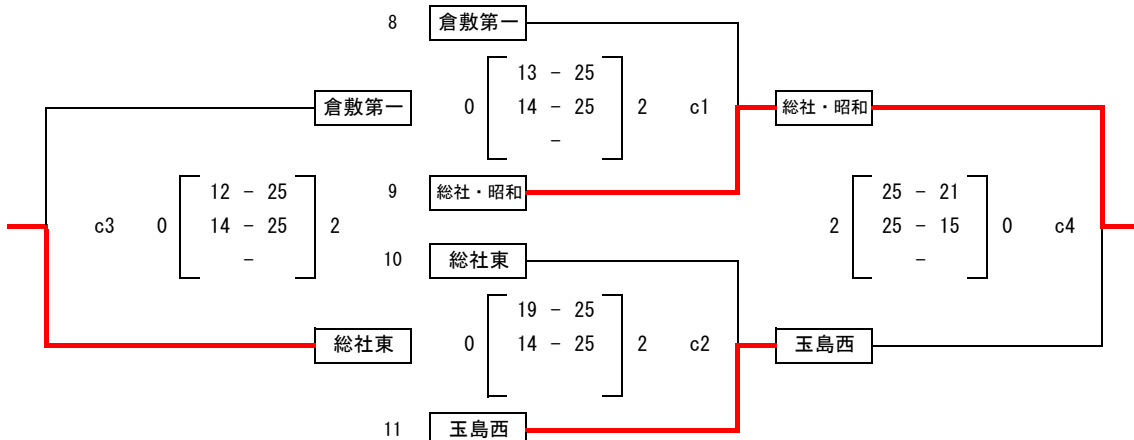 8 倉敷第一
13 - 25
倉敷第一 0 14 - 25 2 c1 総社・昭和
-
12 - 25 9 総社・昭和 25 - 21
c3 0 14 - 25 2 2 25 - 15 0 c4
- 10 総社東 -
19 - 25
総社東 0 14 - 25 2 c2 玉島西
11 玉島西